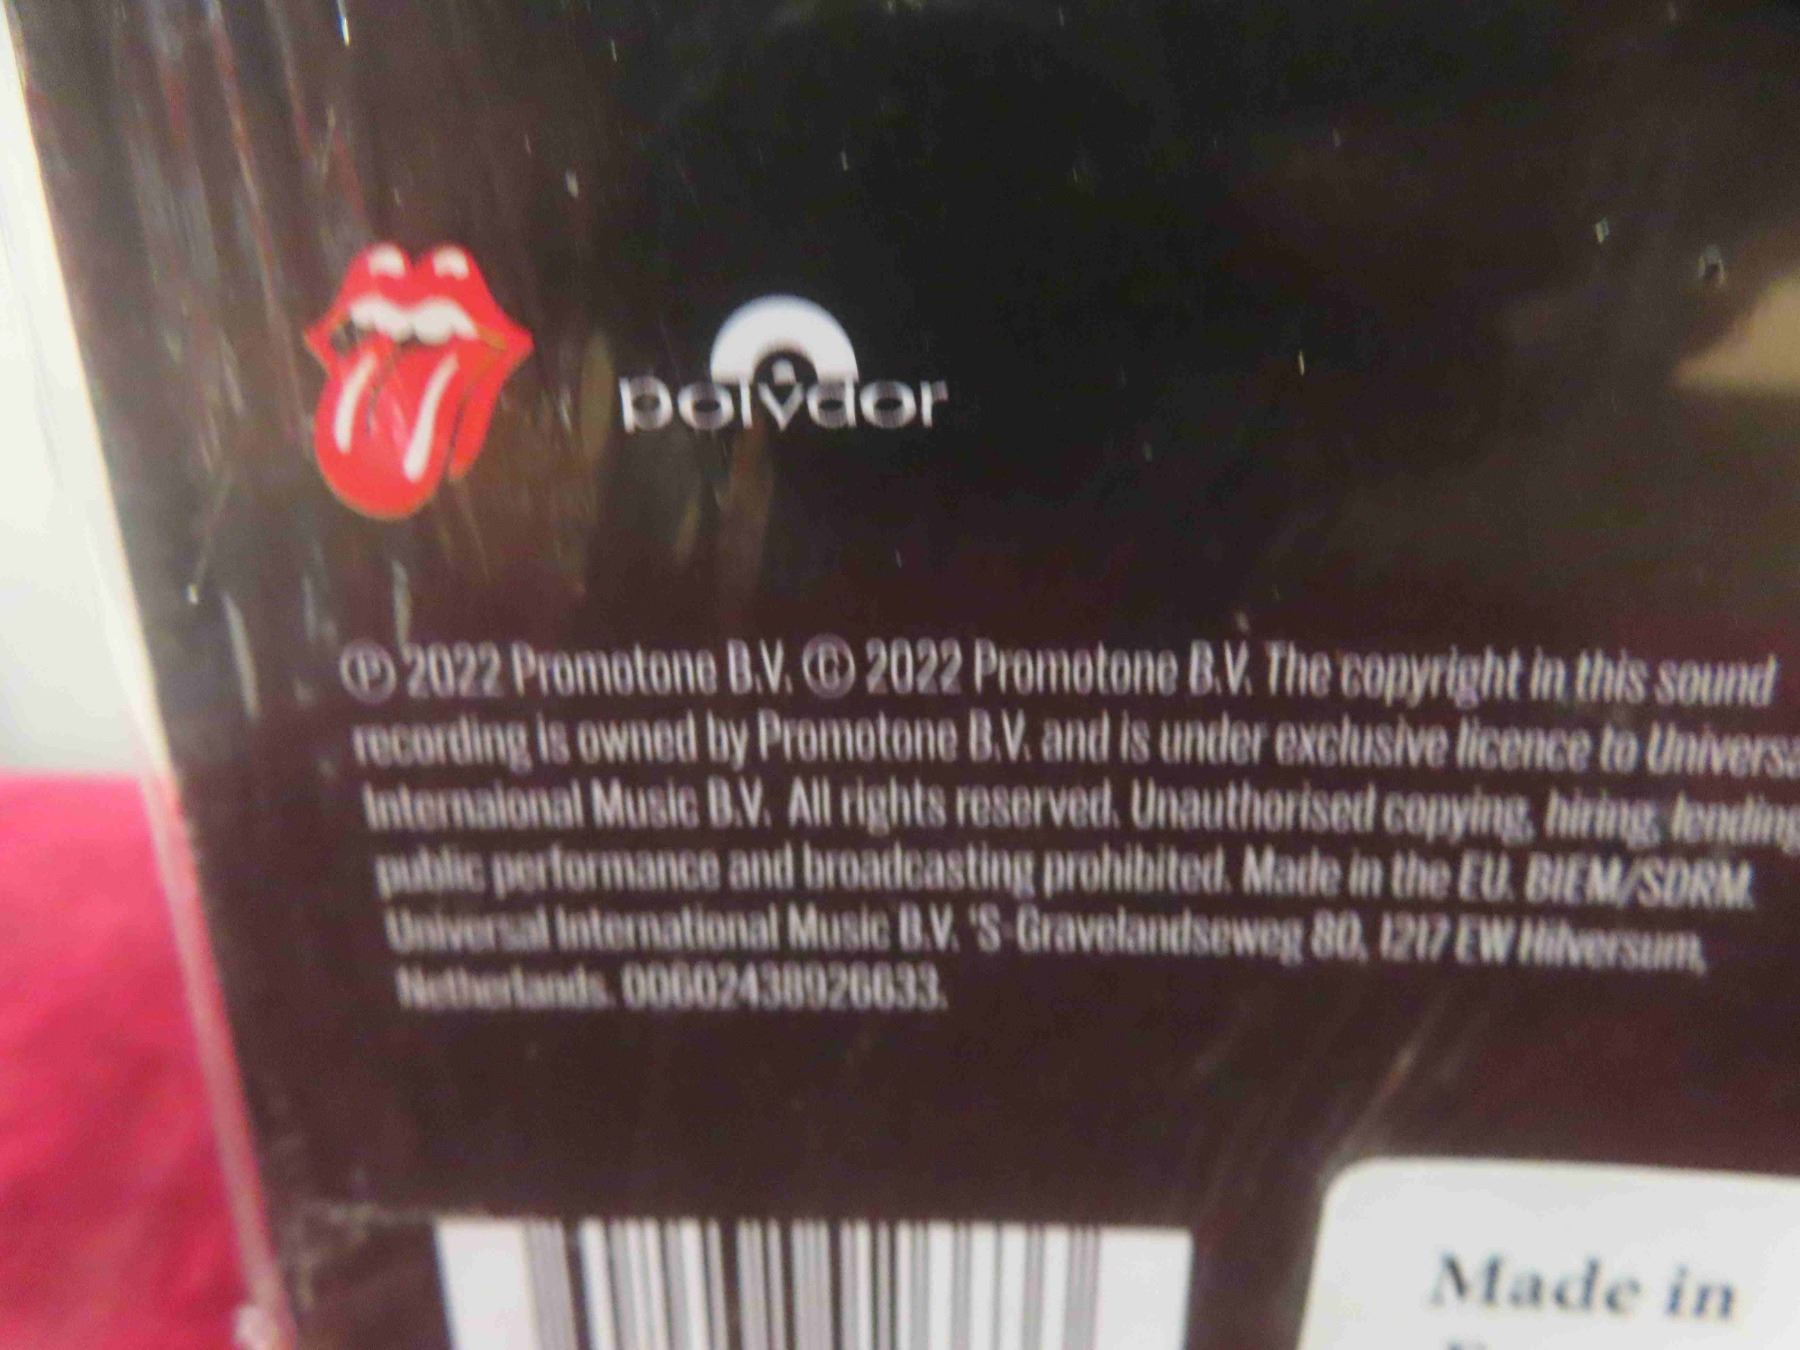 polydor
℗ 2022 Promotone B.V. © 2022 Promotone B.V. The copyright in this sound
recording is owned by Promotone B.V. and is under exclusive licence to Universa
Internaional Music B.V. All rights reserved. Unauthorised copying, hiring, lending
public performance and broadcasting prohibited. Made in the EU. BIEM/SDRM.
Universal International Music B.V. 'S-Gravelandseweg 80, 1217 EW Hilversum,
Netherlands. 00602438926633.
Made in